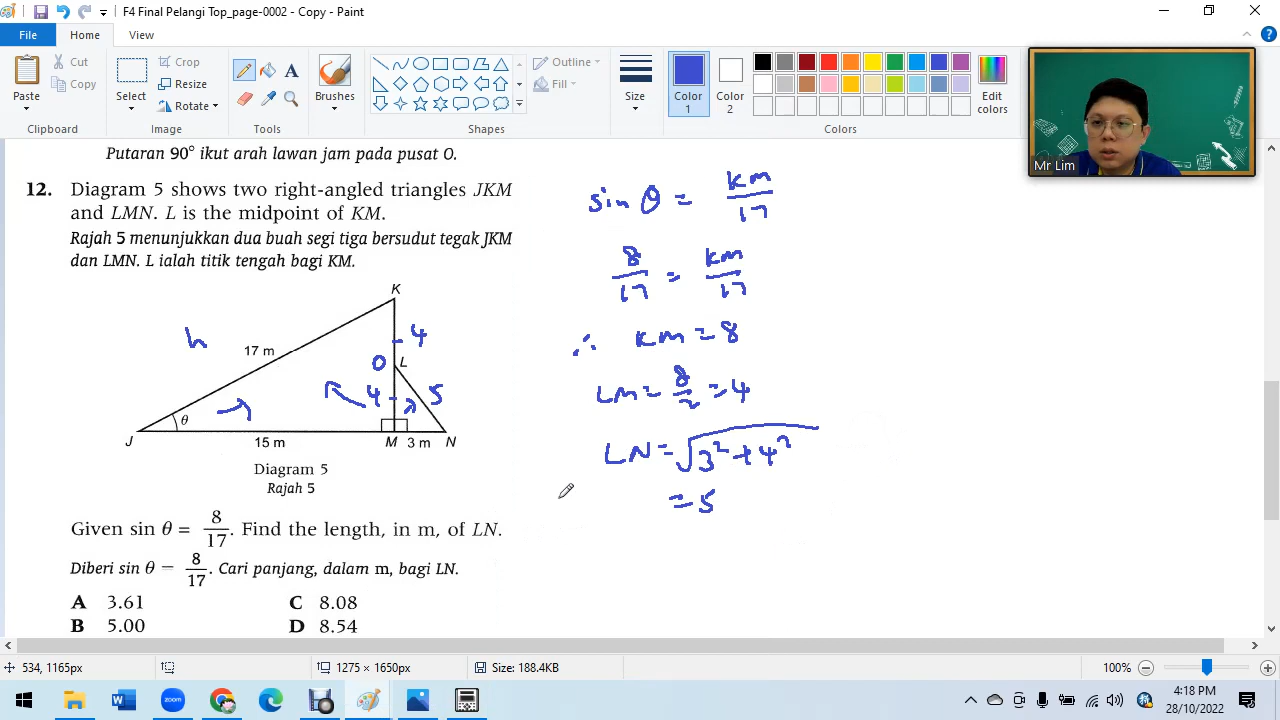 F4 Final Pelangi Top_page-0002 - Copy - Paint
File Home View
Paste Cut Copy Clipboard
Select Crop Resize Rotate Image
Tools
Brushes
Outline Fill Shapes
Size
Color 1 Color 2 Edit colors Colors
Mr Lim
Putaran 90° ikut arah lawan jam pada pusat O.
12. Diagram 5 shows two right-angled triangles JKM
and LMN. L is the midpoint of KM.
Rajah 5 menunjukkan dua buah segi tiga bersudut tegak JKM
dan LMN. L ialah titik tengah bagi KM.
K
h
17 m
4
O
L
4
5
J
θ
15 m
M
3 m
N
Diagram 5
Rajah 5
Given sin θ = 8/17. Find the length, in m, of LN.
Diberi sin θ = 8/17. Cari panjang, dalam m, bagi LN.
A 3.61 C 8.08
B 5.00 D 8.54
sin θ = KM/17
8/17 = KM/17
∴ KM = 8
LM = 8/2 = 4
LN = √3² + 4²
= 5
534, 1165px 1275 × 1650px Size: 188.4KB 100%
zoom
4:18 PM
28/10/2022